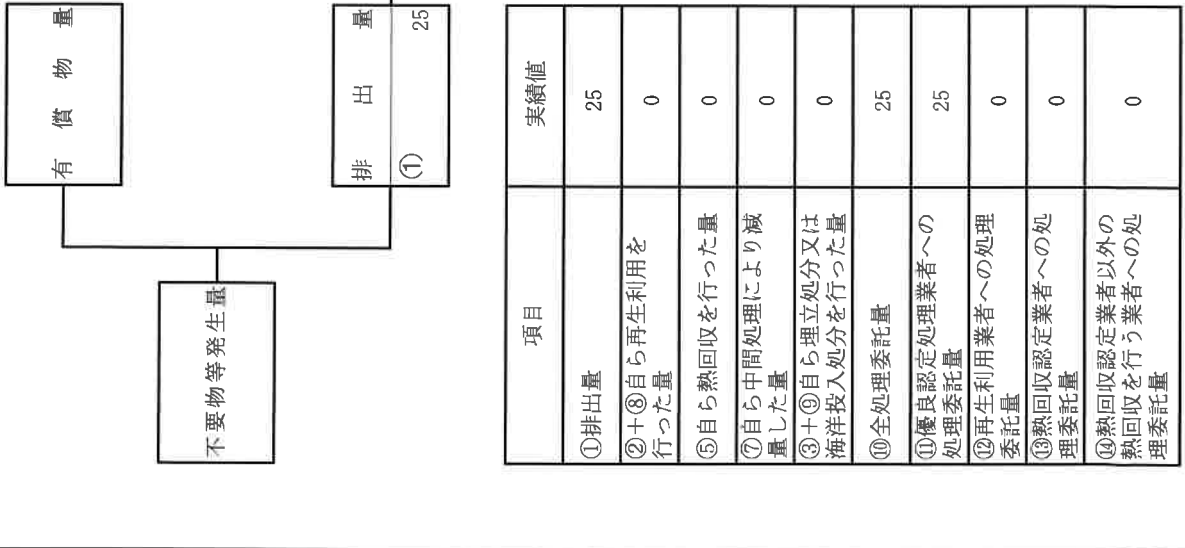 有償物量
不要物等発生量
排出量
① 25
項目 実績値
①排出量 25
②+⑧自ら再生利用を
行った量 0
⑤自ら熱回収を行った量 0
⑦自ら中間処理により減
量した量 0
③+⑨自ら埋立処分又は
海洋投入処分を行った量 0
⑩全処理委託量 25
⑪優良認定処理業者への
処理委託量 25
⑫再生利用業者への処理
委託量 0
⑬熱回収認定業者への処
理委託量 0
⑭熱回収認定業者以外の
熱回収を行う業者への処
理委託量 0